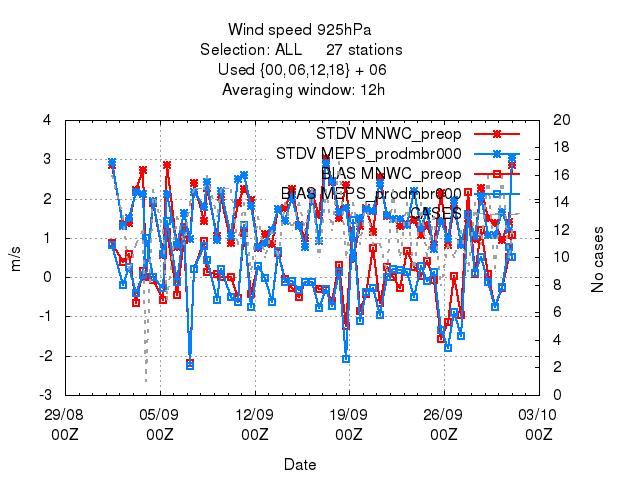 Wind speed 925hPa
Selection: ALL 27 stations
Used {00,06,12,18} + 06
Averaging window: 12h
4
3
2
1
0
-1
-2
-3
m/s
20
18
16
14
12
10
8
6
4
2
0
No cases
STDV MNWC_preop
STDV MEPS_prodmbr000
BIAS MNWC_preop
BIAS MEPS_prodmbr000
CASES
29/08 05/09 12/09 19/09 26/09 03/10
00Z 00Z 00Z 00Z 00Z 00Z
Date